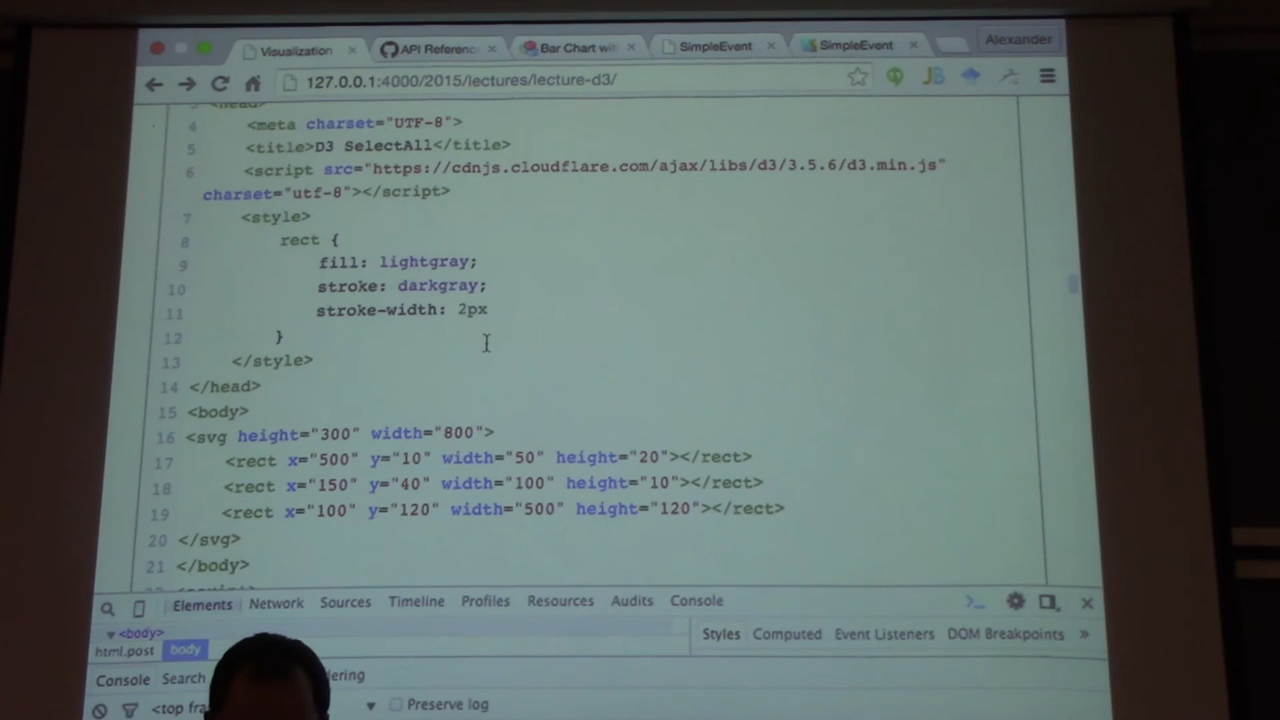 Visualization × API Referenc × Bar Chart wit × SimpleEvent × SimpleEvent × Alexander
127.0.0.1:4000/2015/lectures/lecture-d3/
3 <head>
4 <meta charset="UTF-8">
5 <title>D3 SelectAll</title>
6 <script src="https://cdnjs.cloudflare.com/ajax/libs/d3/3.5.6/d3.min.js"
charset="utf-8"></script>
7 <style>
8 rect {
9 fill: lightgray;
10 stroke: darkgray;
11 stroke-width: 2px
12 }
13 </style>
14 </head>
15 <body>
16 <svg height="300" width="800">
17 <rect x="500" y="10" width="50" height="20"></rect>
18 <rect x="150" y="40" width="100" height="10"></rect>
19 <rect x="100" y="120" width="500" height="120"></rect>
20 </svg>
21 </body>
Elements Network Sources Timeline Profiles Resources Audits Console
<body>
Styles Computed Event Listeners DOM Breakpoints »
html.post body
Console Search
<top fra Preserve log